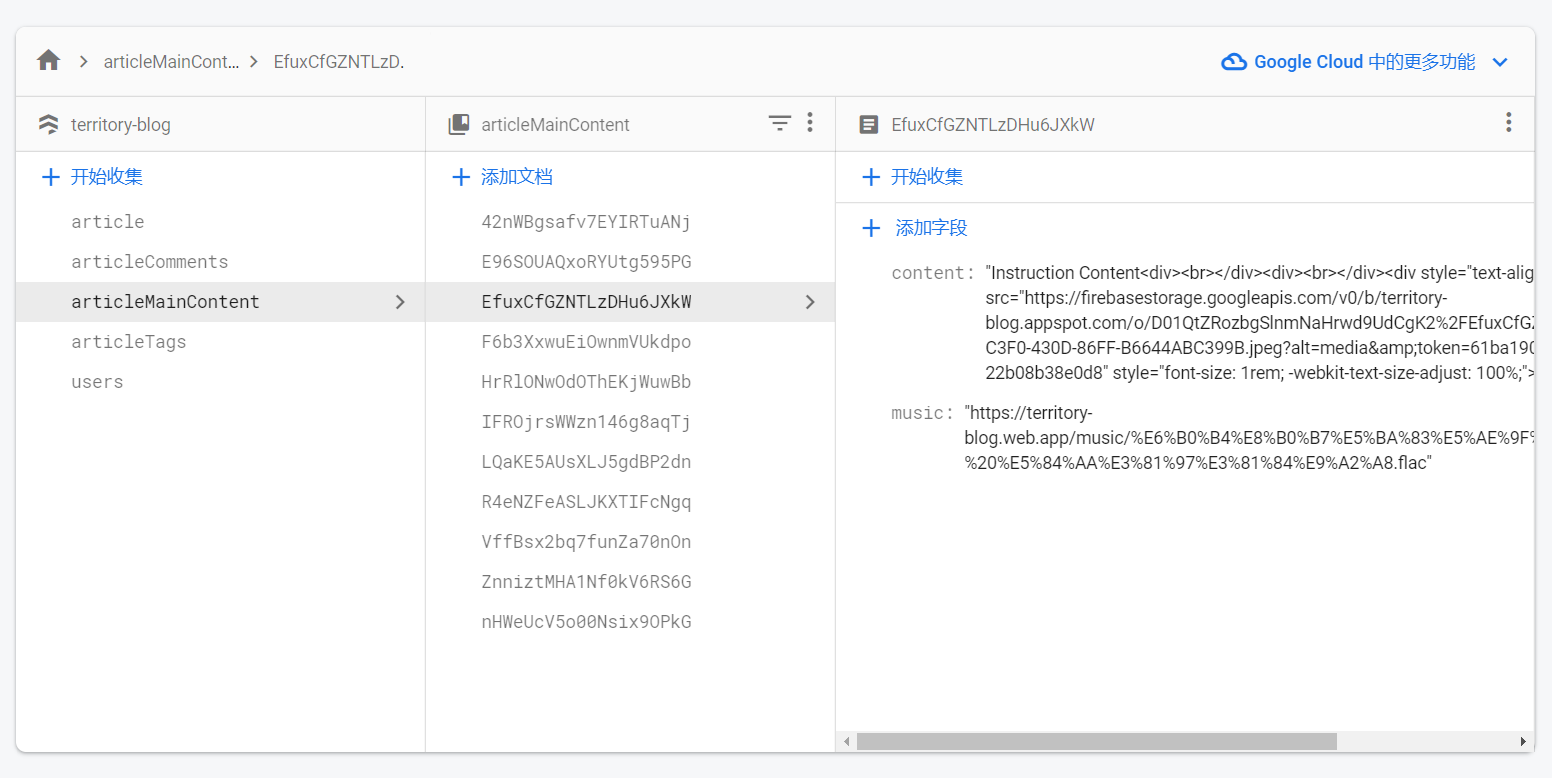 articleMainCont...
EfuxCfGZNTLzD.
Google Cloud 中的更多功能
territory-blog
articleMainContent
EfuxCfGZNTLzDHu6JXkW
开始收集
添加文档
开始收集
article
articleComments
articleMainContent
articleTags
users
42nWBgsafv7EYIRTuANj
E96SOUAQxoRYUtg595PG
EfuxCfGZNTLzDHu6JXkW
F6b3XxwuEiOwnmVUkdpo
HrRlONwOdOThEKjWuwBb
IFROjrsWWzn146g8aqTj
LQaKE5AUsXLJ5gdBP2dn
R4eNZFeASLJKXTIFcNgq
VffBsx2bq7funZa70nOn
ZnniztMHA1Nf0kV6RS6G
nHWeUcV5o00Nsix9OPkG
添加字段
content: "Instruction Content<div><br></div><div><br></div><div style="text-alig
src="https://firebasestorage.googleapis.com/v0/b/territory-
blog.appspot.com/o/D01QtZRozbgSlnmNaHrwd9UdCgK2%2FEfuxCfGZ
C3F0-430D-86FF-B6644ABC399B.jpeg?alt=media&amp;token=61ba190
22b08b38e0d8" style="font-size: 1rem; -webkit-text-size-adjust: 100%;">
music: "https://territory-
blog.web.app/music/%E6%B0%B4%E8%B0%B7%E5%BA%83%E5%AE%9F%
%20%E5%84%AA%E3%81%97%E3%81%84%E9%A2%A8.flac"